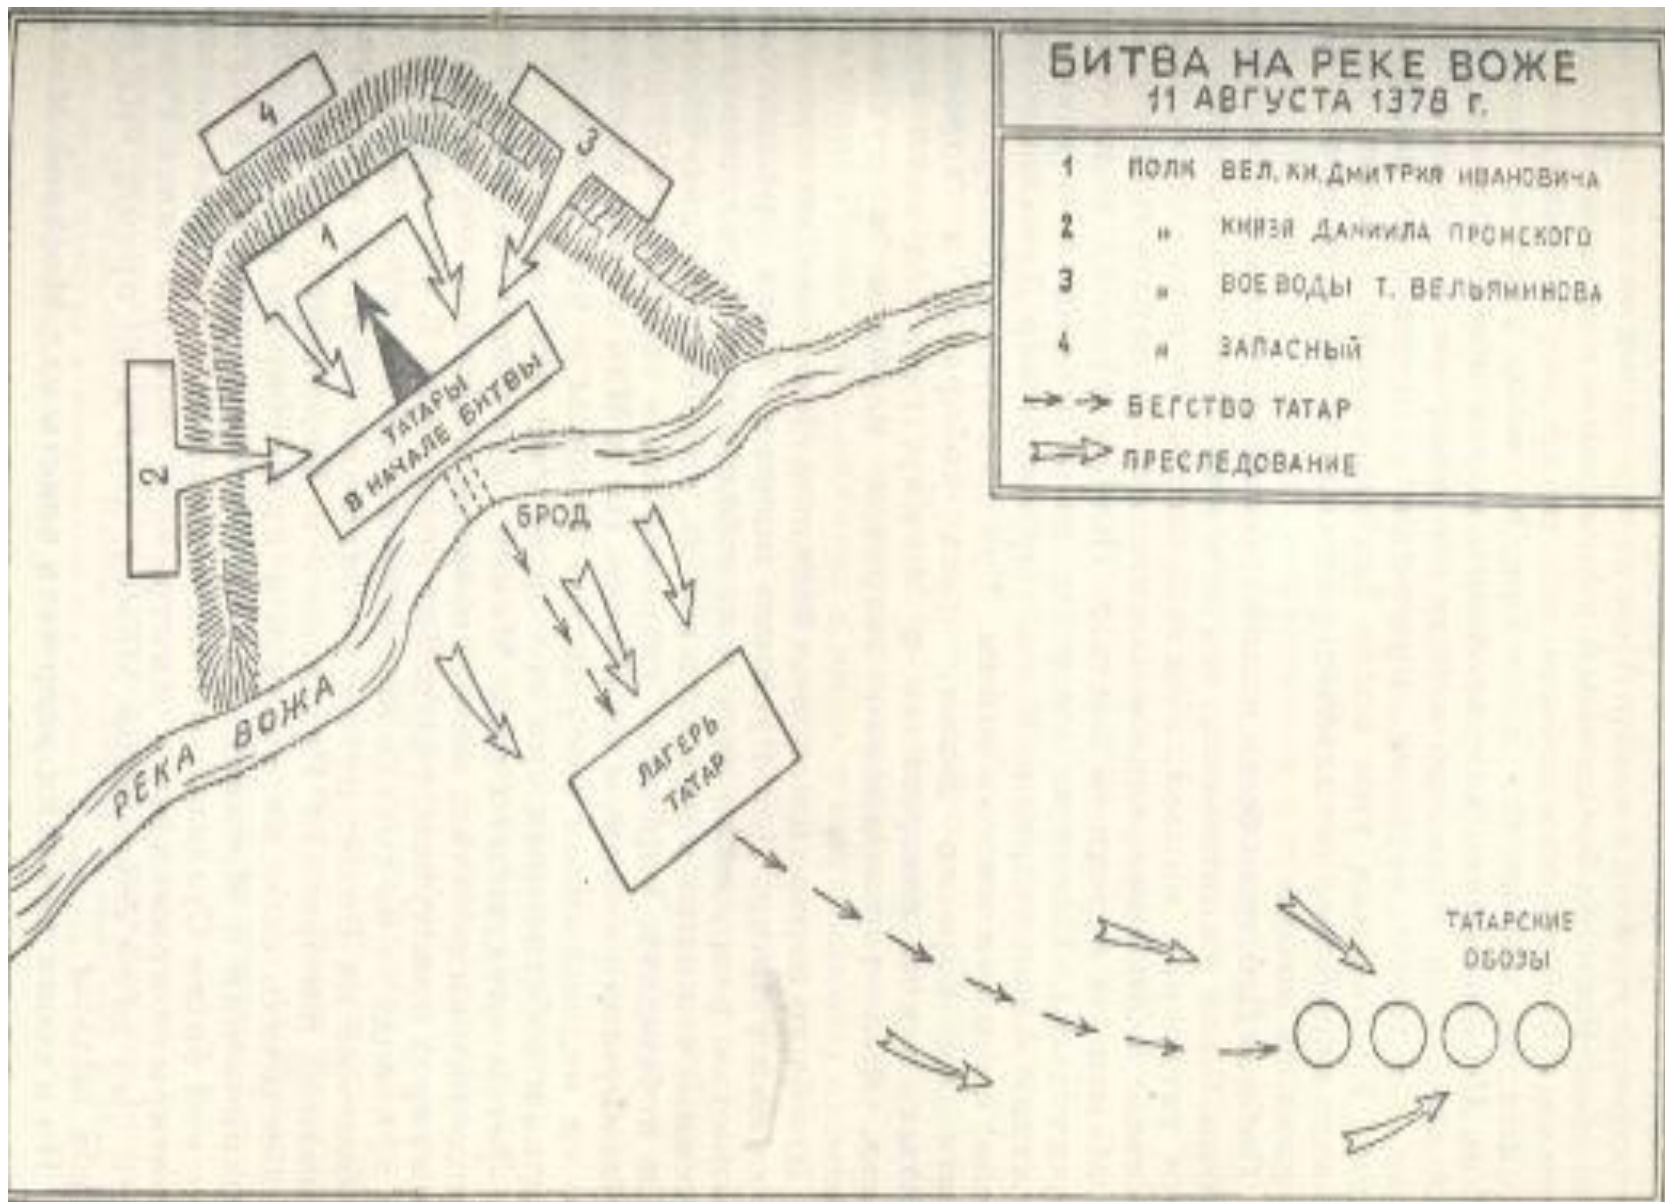 БИТВА НА РЕКЕ ВОЖЕ
11 АВГУСТА 1378 г.
1 ПОЛК ВЕЛ. КН. ДМИТРИЯ ИВАНОВИЧА
2 „ КНЯЗЯ ДАНИИЛА ПРОНСКОГО
3 „ ВОЕВОДЫ Т. ВЕЛЬЯМИНОВА
4 „ ЗАПАСНЫЙ
БЕГСТВО ТАТАР
ПРЕСЛЕДОВАНИЕ
4
3
1
2
ТАТАРЫ
В НАЧАЛЕ БИТВЫ
БРОД
РЕКА ВОЖА
ЛАГЕРЬ
ТАТАР
ТАТАРСКИЕ
ОБОЗЫ